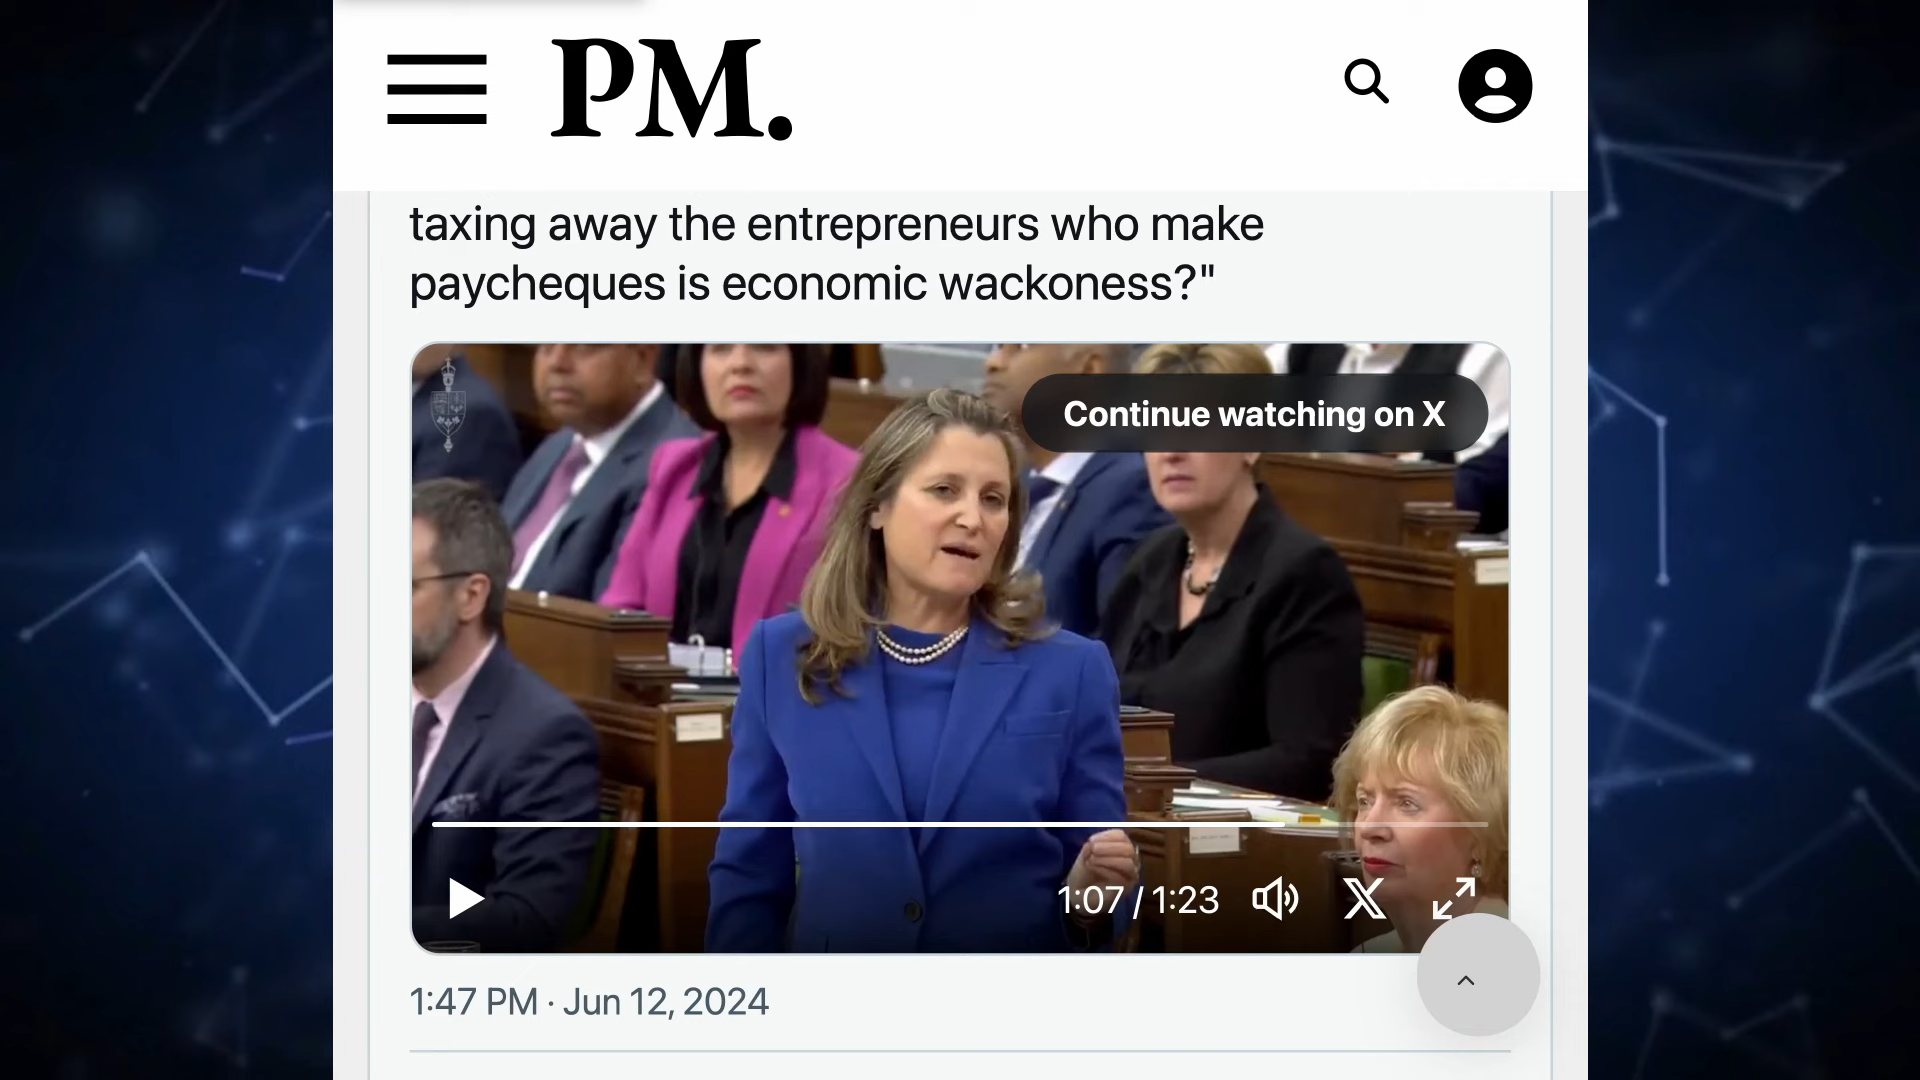 PM.
taxing away the entrepreneurs who make
paycheques is economic wackoness?"
Continue watching on X
1:07 / 1:23
1:47 PM · Jun 12, 2024